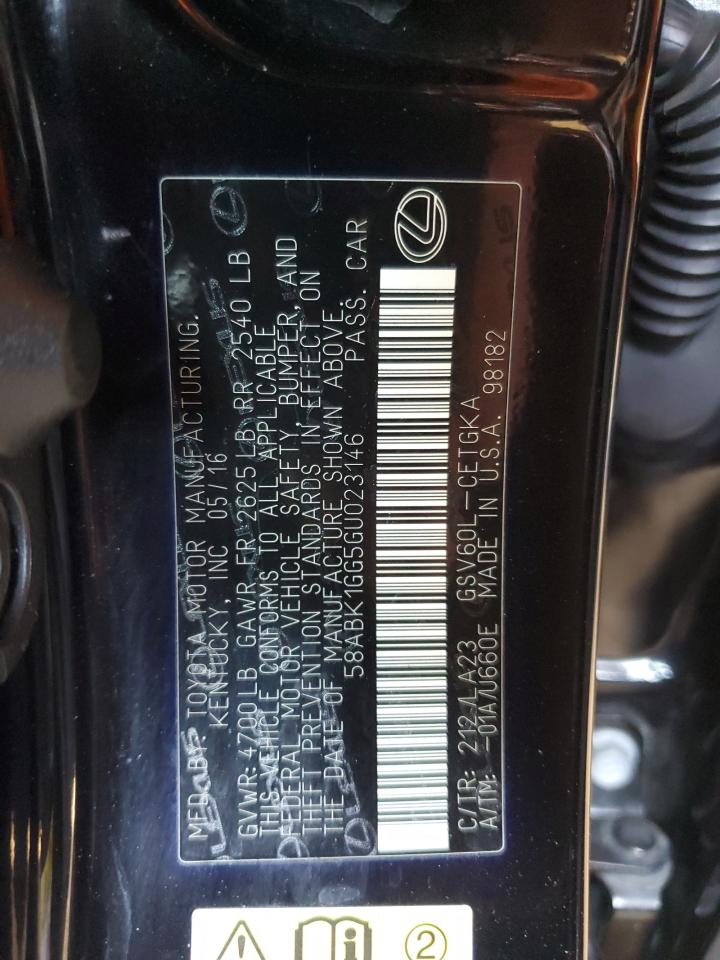 MFD. BY: TOYOTA MOTOR MANUFACTURING.
KENTUCKY, INC 05/16
GVWR: 4700 LB GAWR FR 2625 LB RR 2540 LB
THIS VEHICLE CONFORMS TO ALL APPLICABLE
FEDERAL MOTOR VEHICLE SAFETY, BUMPER, AND
THEFT PREVENTION STANDARDS IN EFFECT ON
THE DATE OF MANUFACTURE SHOWN ABOVE.
58ABK1GG5GU023146 PASS. CAR
C/TR: 212-LA23 GSV60L-CETGKA
A/TM: -01A/U660E MADE IN U.S.A. 98182
i 2